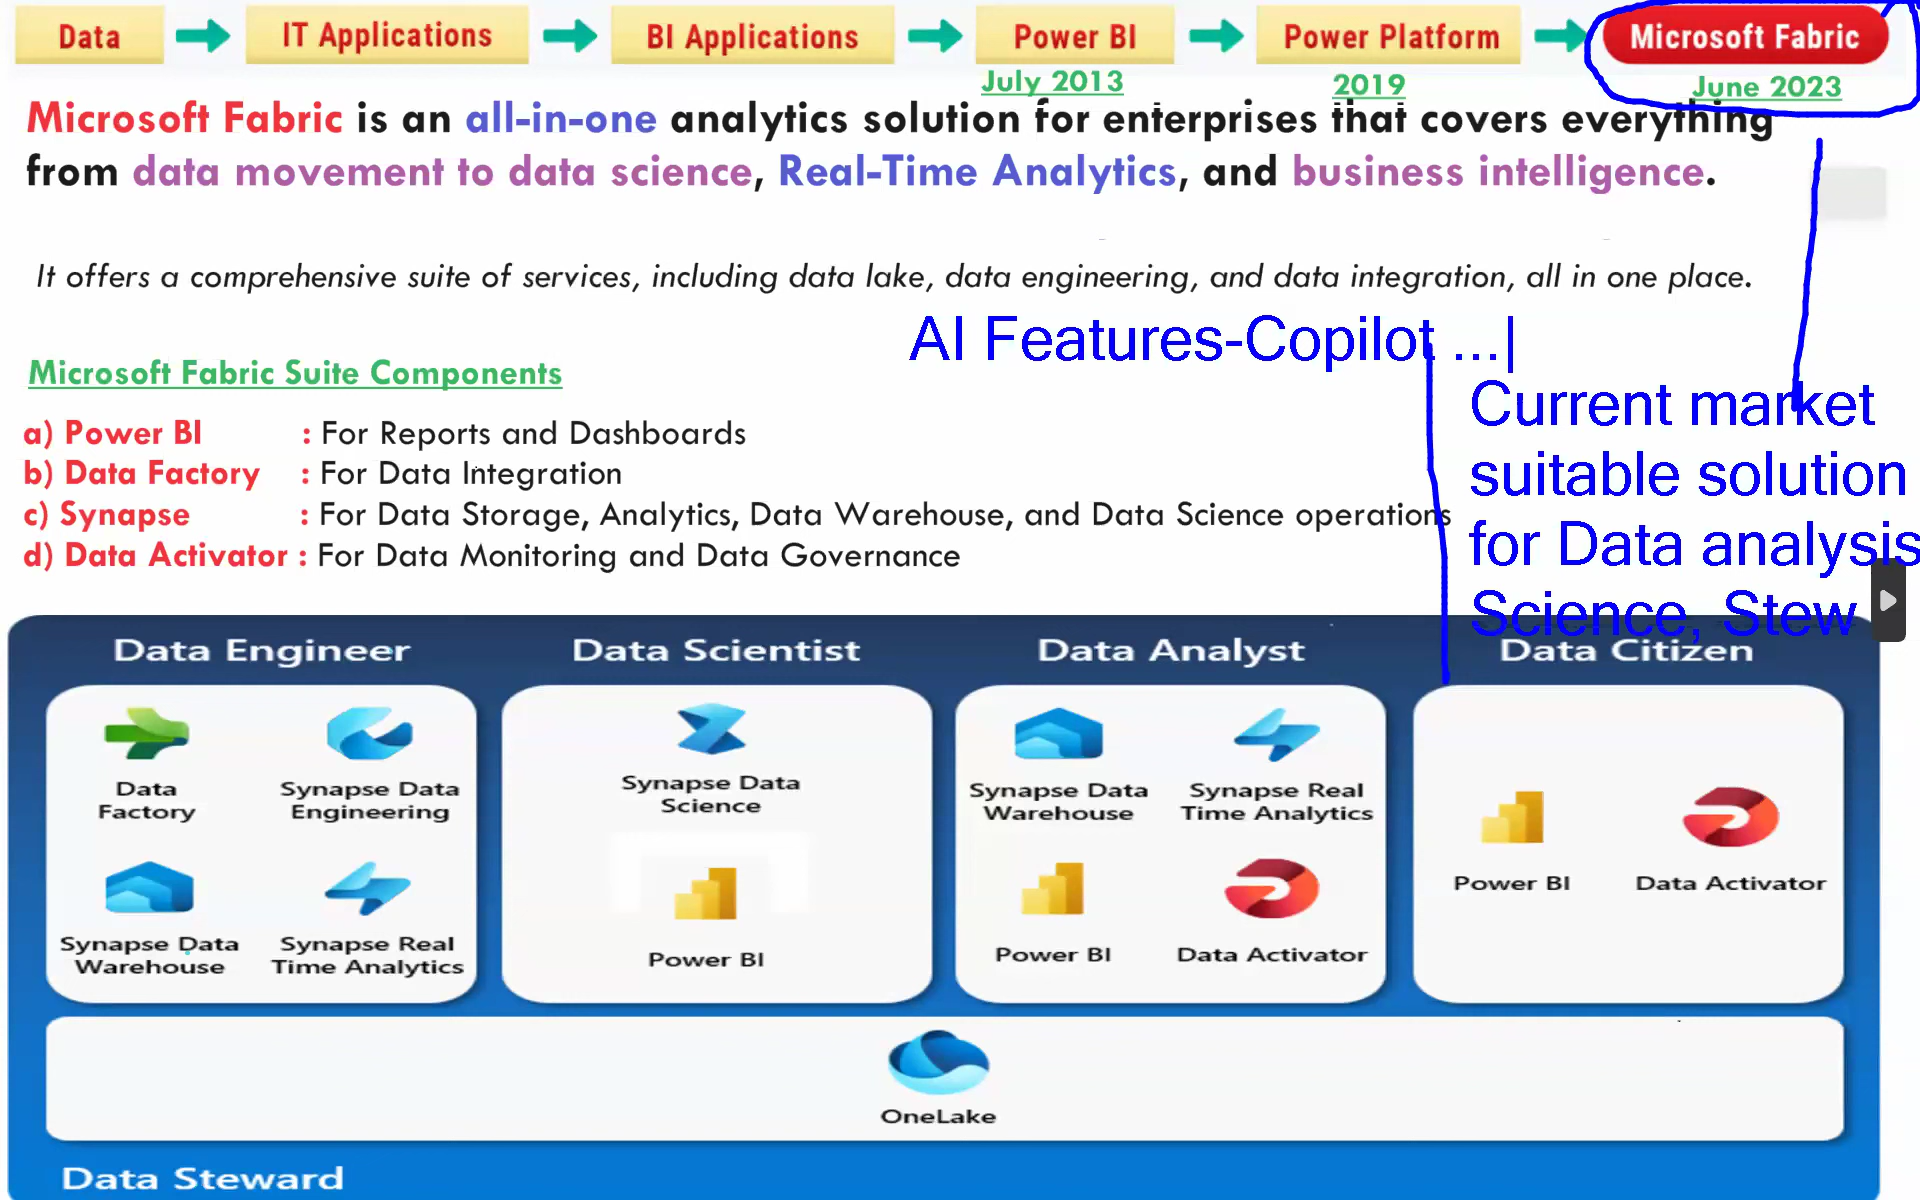 Data
IT Applications
BI Applications
Power BI
Power Platform
Microsoft Fabric
July 2013
2019
June 2023
Microsoft Fabric is an all-in-one analytics solution for enterprises that covers everything
from data movement to data science, Real-Time Analytics, and business intelligence.
It offers a comprehensive suite of services, including data lake, data engineering, and data integration, all in one place.
AI Features-Copilot ...|
Current market
suitable solution
for Data analysis
Science, Stew
Microsoft Fabric Suite Components
a) Power BI : For Reports and Dashboards
b) Data Factory : For Data Integration
c) Synapse : For Data Storage, Analytics, Data Warehouse, and Data Science operations
d) Data Activator : For Data Monitoring and Data Governance
Data Engineer
Data Scientist
Data Analyst
Data Citizen
Data
Factory
Synapse Data
Engineering
Synapse Data
Warehouse
Synapse Real
Time Analytics
Synapse Data
Science
Power BI
Synapse Data
Warehouse
Synapse Real
Time Analytics
Power BI
Data Activator
Power BI
Data Activator
OneLake
Data Steward